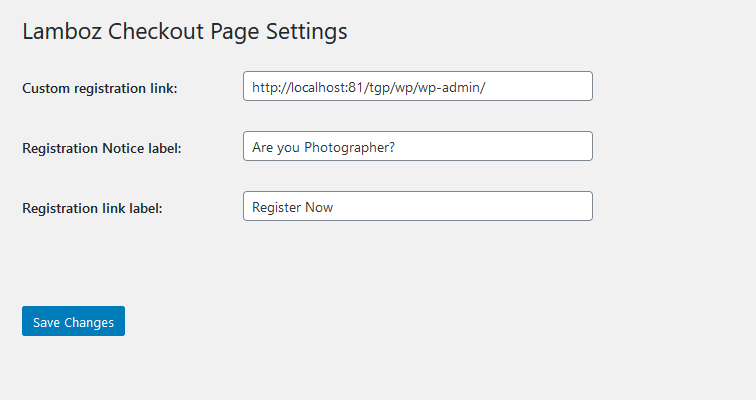 Lamboz Checkout Page Settings
Custom registration link: http://localhost:81/tgp/wp/wp-admin/
Registration Notice label: Are you Photographer?
Registration link label: Register Now
Save Changes